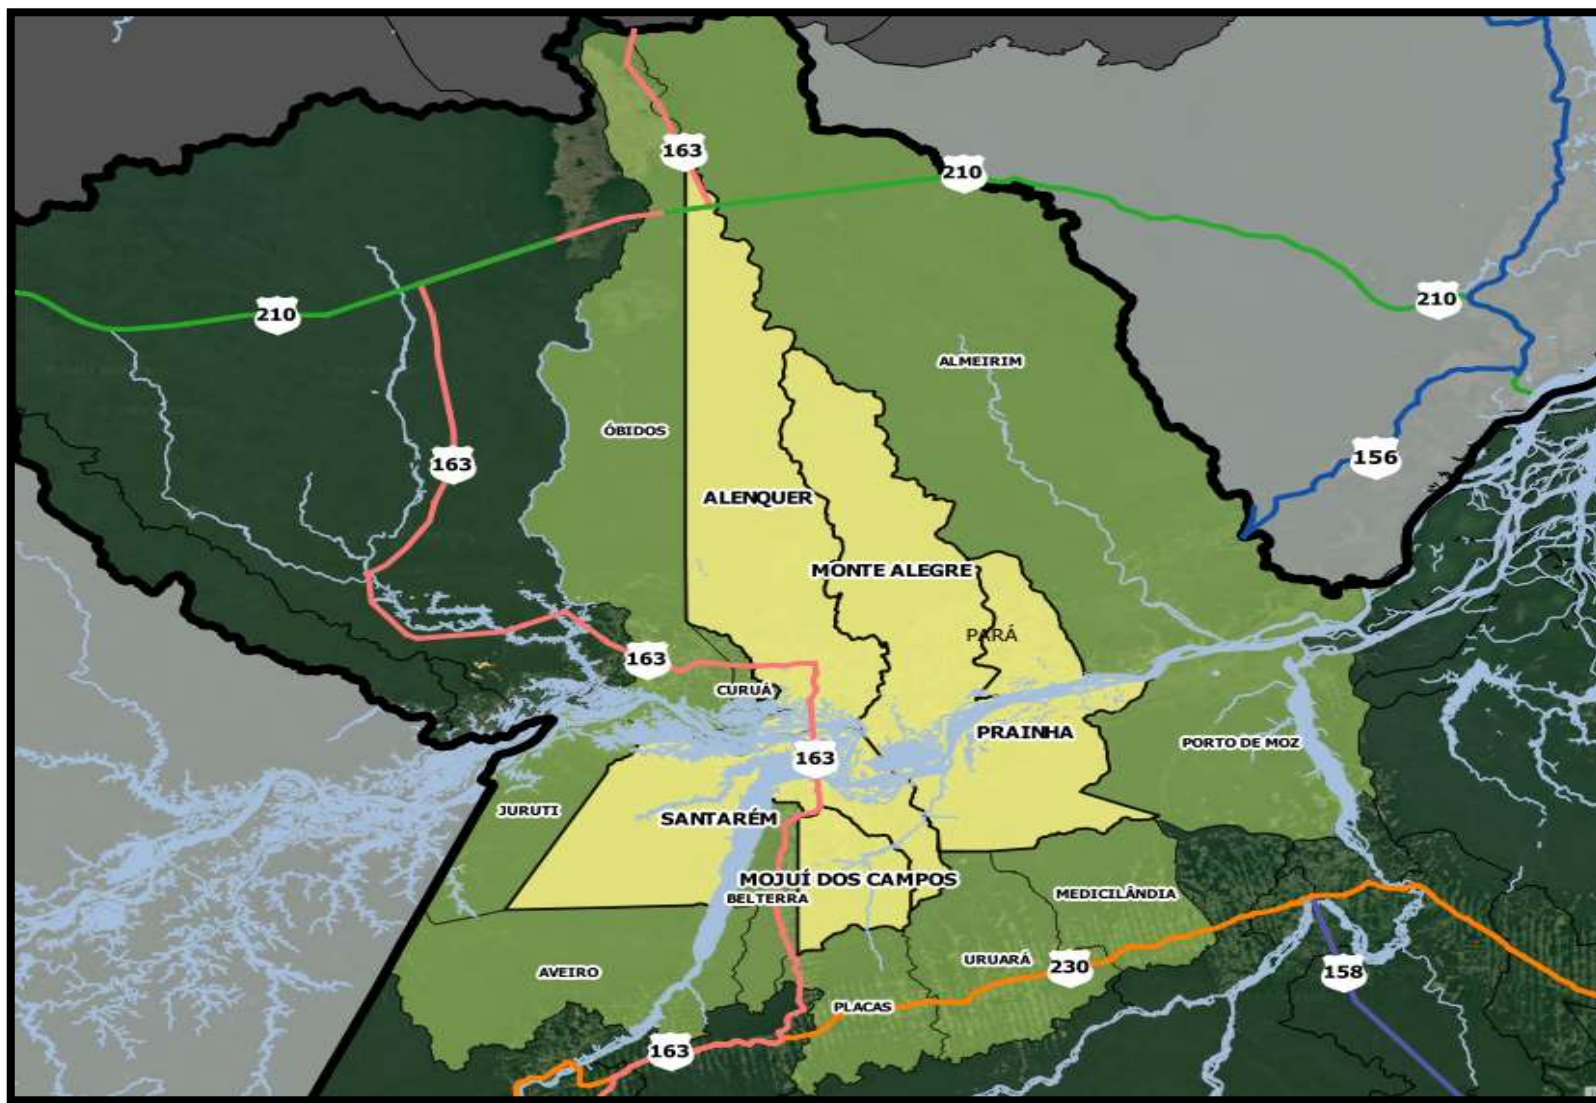 163
210
210
210
ALMEIRIM
ÓBIDOS
163
156
ALENQUER
MONTE ALEGRE
PARÁ
163
CURUÁ
PRAINHA
PORTO DE MOZ
163
JURUTI
SANTARÉM
MOJUÍ DOS CAMPOS
MEDICILÂNDIA
BELTERRA
URUARÁ
230
AVEIRO
158
PLACAS
163